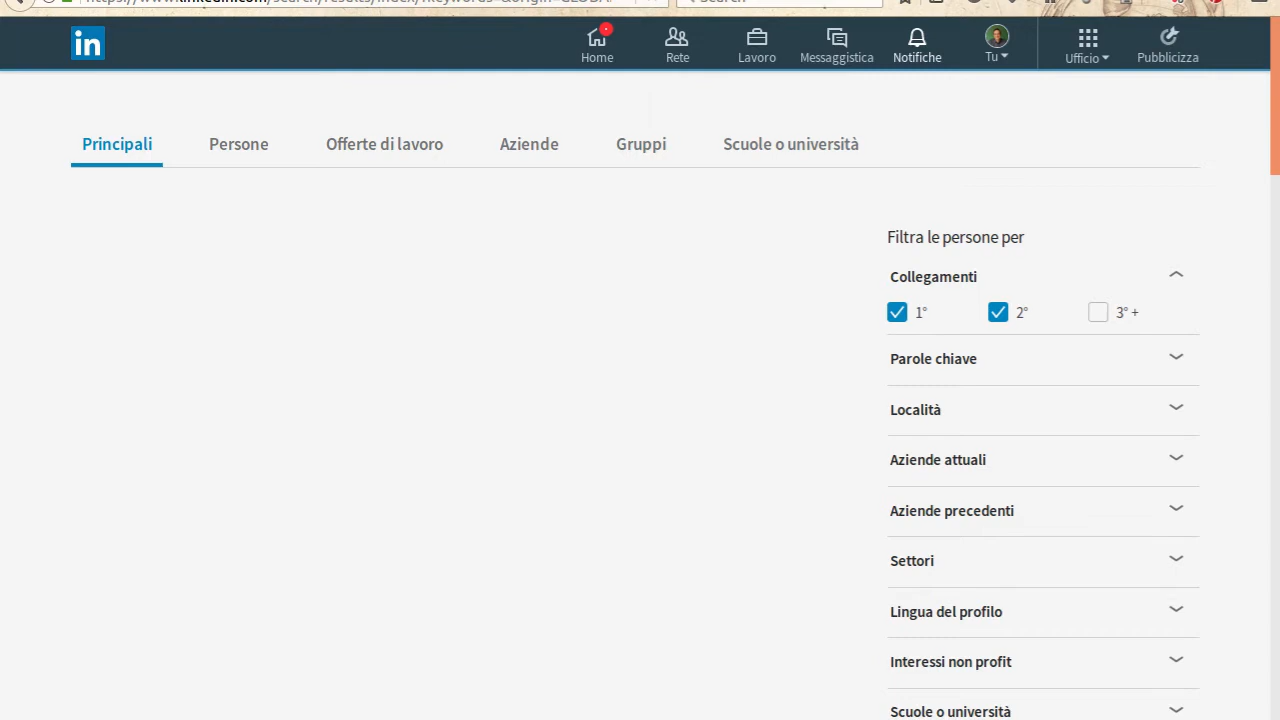 in
Home
Rete
Lavoro
Messaggistica
Notifiche
Tu
Ufficio
Pubblicizza
Principali
Persone
Offerte di lavoro
Aziende
Gruppi
Scuole o università
Filtra le persone per
Collegamenti
1°
2°
3° +
Parole chiave
Località
Aziende attuali
Aziende precedenti
Settori
Lingua del profilo
Interessi non profit
Scuole o università